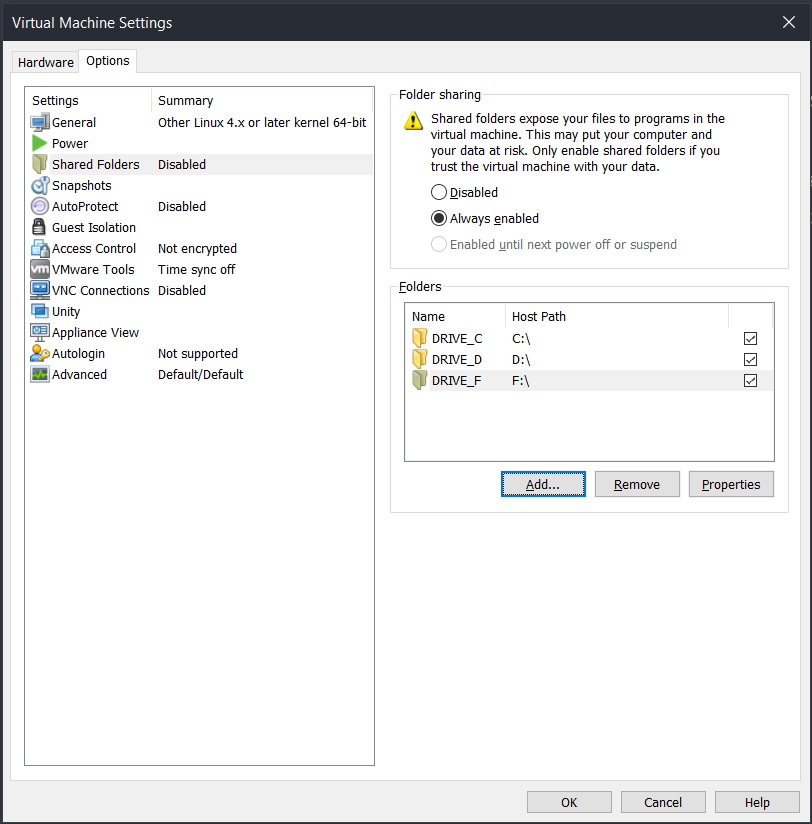 Virtual Machine Settings
Hardware
Options
Settings Summary
General Other Linux 4.x or later kernel 64-bit
Power
Shared Folders Disabled
Snapshots
AutoProtect Disabled
Guest Isolation
Access Control Not encrypted
vm VMware Tools Time sync off
VNC Connections Disabled
Unity
Appliance View
Autologin Not supported
Advanced Default/Default
Folder sharing
Shared folders expose your files to programs in the
virtual machine. This may put your computer and
your data at risk. Only enable shared folders if you
trust the virtual machine with your data.
Disabled
Always enabled
Enabled until next power off or suspend
Folders
Name Host Path
DRIVE_C C:\
DRIVE_D D:\
DRIVE_F F:\
Add... Remove Properties
OK Cancel Help